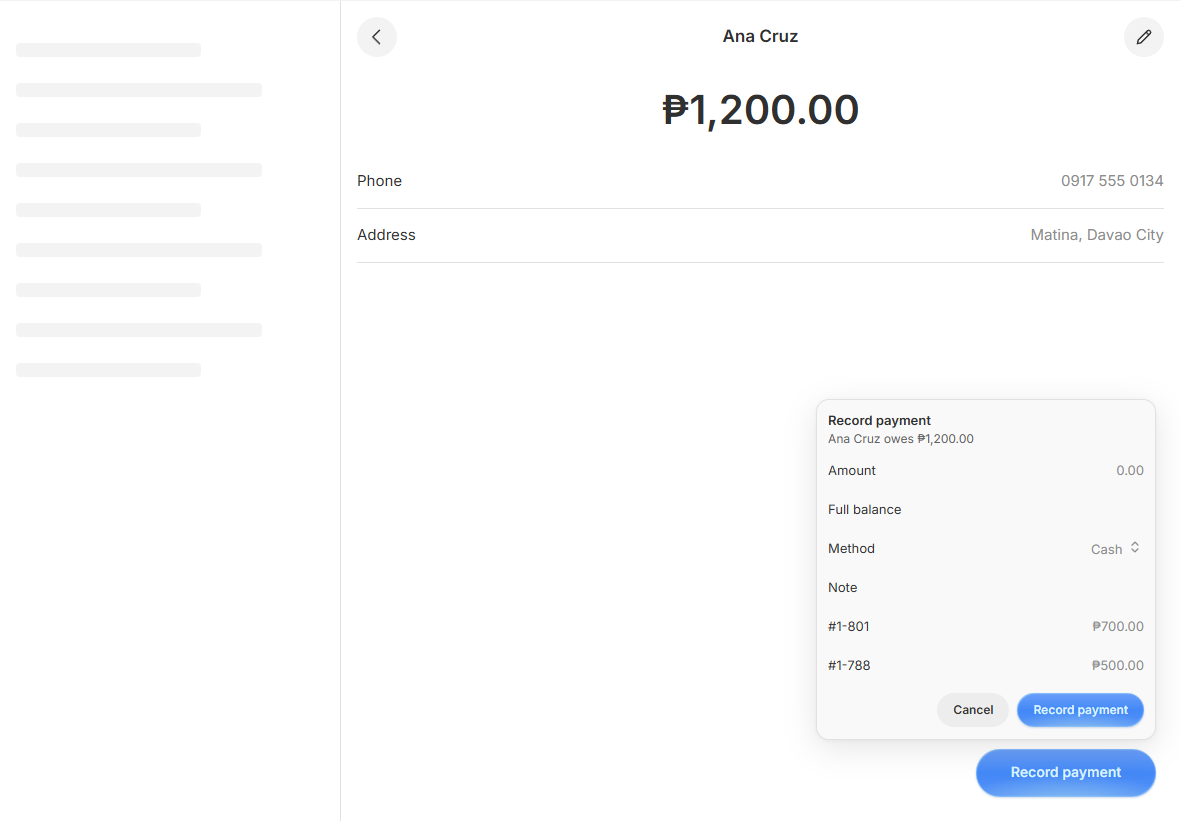 Ana Cruz
₱1,200.00
Phone 0917 555 0134
Address Matina, Davao City
Record payment
Ana Cruz owes ₱1,200.00
Amount 0.00
Full balance
Method Cash
Note
#1-801 ₱700.00
#1-788 ₱500.00
Cancel Record payment
Record payment